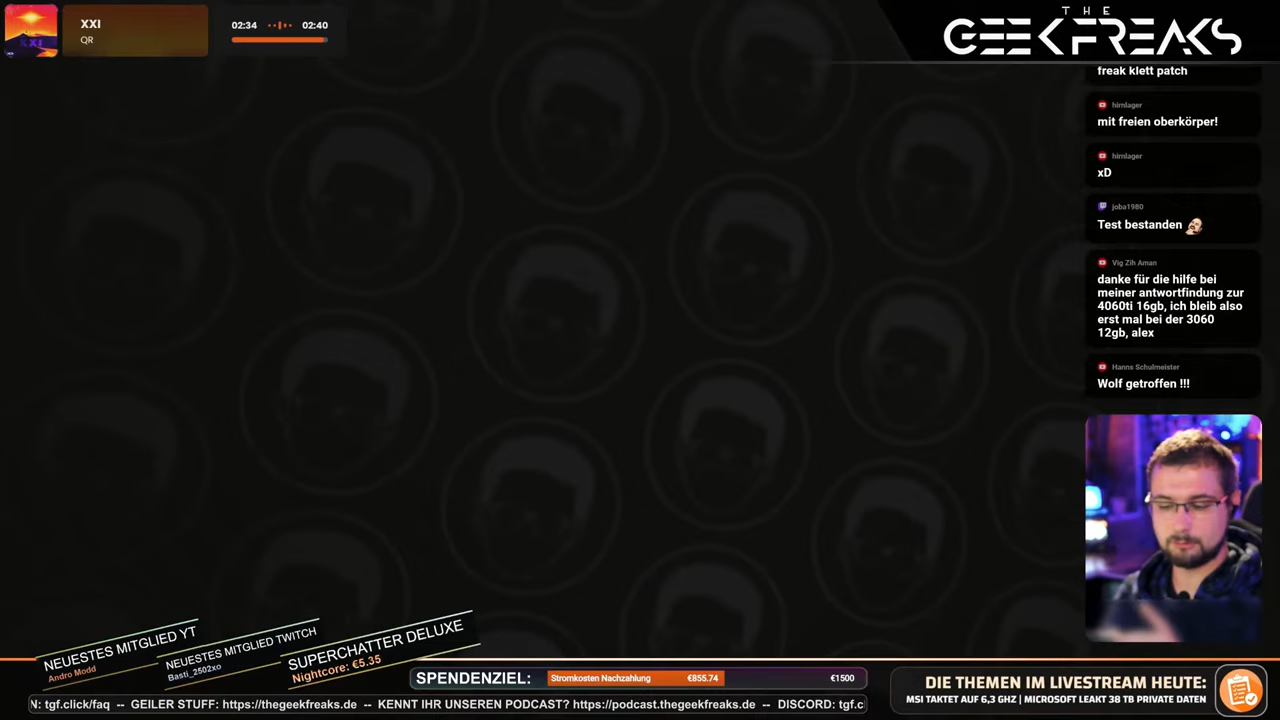 XXI
QR
02:34
02:40
THE
GEEKFREAKS
freak klett patch
hirnlager
mit freien oberkörper!
hirnlager
xD
joba1980
Test bestanden
Vig Zih Aman
danke für die hilfe bei
meiner antwortfindung zur
4060ti 16gb, ich bleib also
erst mal bei der 3060
12gb, alex
Hanns Schulmeister
Wolf getroffen !!!
NEUESTES MITGLIED YT
Andro Modd
NEUESTES MITGLIED TWITCH
Basti_2502xo
SUPERCHATTER DELUXE
Nightcore: €5.35
SPENDENZIEL:
Stromkosten Nachzahlung
€855.74
€1500
DIE THEMEN IM LIVESTREAM HEUTE:
MSI TAKTET AUF 6,3 GHZ | MICROSOFT LEAKT 38 TB PRIVATE DATEN
N: tgf.click/faq -- GEILER STUFF: https://thegeekfreaks.de -- KENNT IHR UNSEREN PODCAST? https://podcast.thegeekfreaks.de -- DISCORD: tgf.c